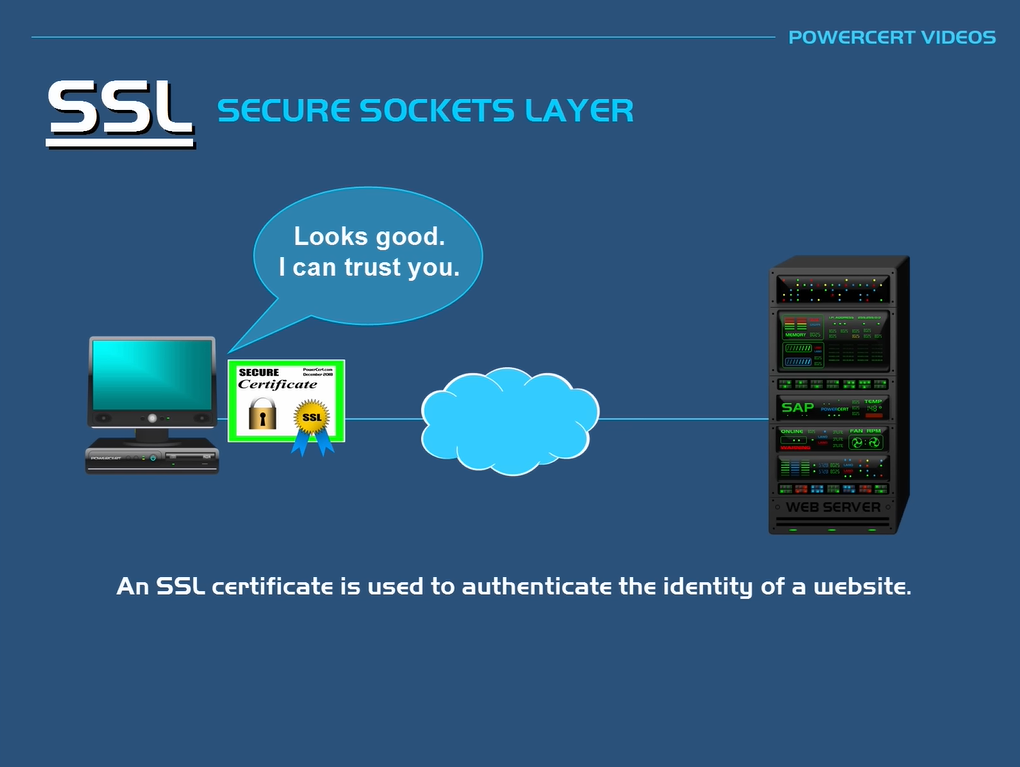 POWERCERT VIDEOS
SSL SECURE SOCKETS LAYER
Looks good.
I can trust you.
SECURE
PowerCert.com
December 2018
Certificate
SSL
MEMORY
SAP
POWERCERT
TEMP
ONLINE
FAN RPM
WEB SERVER
An SSL certificate is used to authenticate the identity of a website.